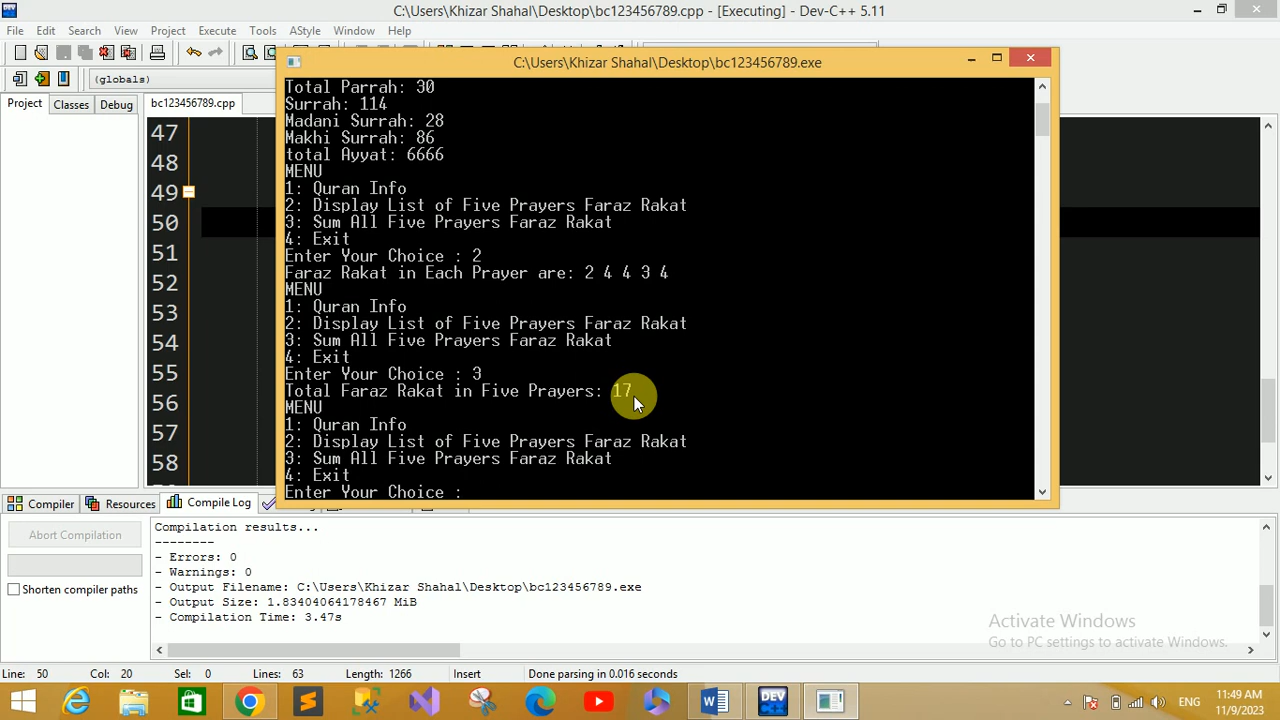 C:\Users\Khizar Shahal\Desktop\bc123456789.cpp - [Executing] - Dev-C++ 5.11
File Edit Search View Project Execute Tools AStyle Window Help
(globals)
Project Classes Debug bc123456789.cpp
C:\Users\Khizar Shahal\Desktop\bc123456789.exe
47
48
49
50
51
52
53
54
55
56
57
58
Total Parrah: 30
Surrah: 114
Madani Surrah: 28
Makhi Surrah: 86
total Ayyat: 6666
MENU
1: Quran Info
2: Display List of Five Prayers Faraz Rakat
3: Sum All Five Prayers Faraz Rakat
4: Exit
Enter Your Choice : 2
Faraz Rakat in Each Prayer are: 2 4 4 3 4
MENU
1: Quran Info
2: Display List of Five Prayers Faraz Rakat
3: Sum All Five Prayers Faraz Rakat
4: Exit
Enter Your Choice : 3
Total Faraz Rakat in Five Prayers: 17
MENU
1: Quran Info
2: Display List of Five Prayers Faraz Rakat
3: Sum All Five Prayers Faraz Rakat
4: Exit
Enter Your Choice :
Compiler Resources Compile Log
Abort Compilation
Shorten compiler paths
Compilation results...
--------
- Errors: 0
- Warnings: 0
- Output Filename: C:\Users\Khizar Shahal\Desktop\bc123456789.exe
- Output Size: 1.83404064178467 MiB
- Compilation Time: 3.47s
Activate Windows
Go to PC settings to activate Windows.
Line: 50 Col: 20 Sel: 0 Lines: 63 Length: 1266 Insert Done parsing in 0.016 seconds
DEV
ENG
11:49 AM
11/9/2023